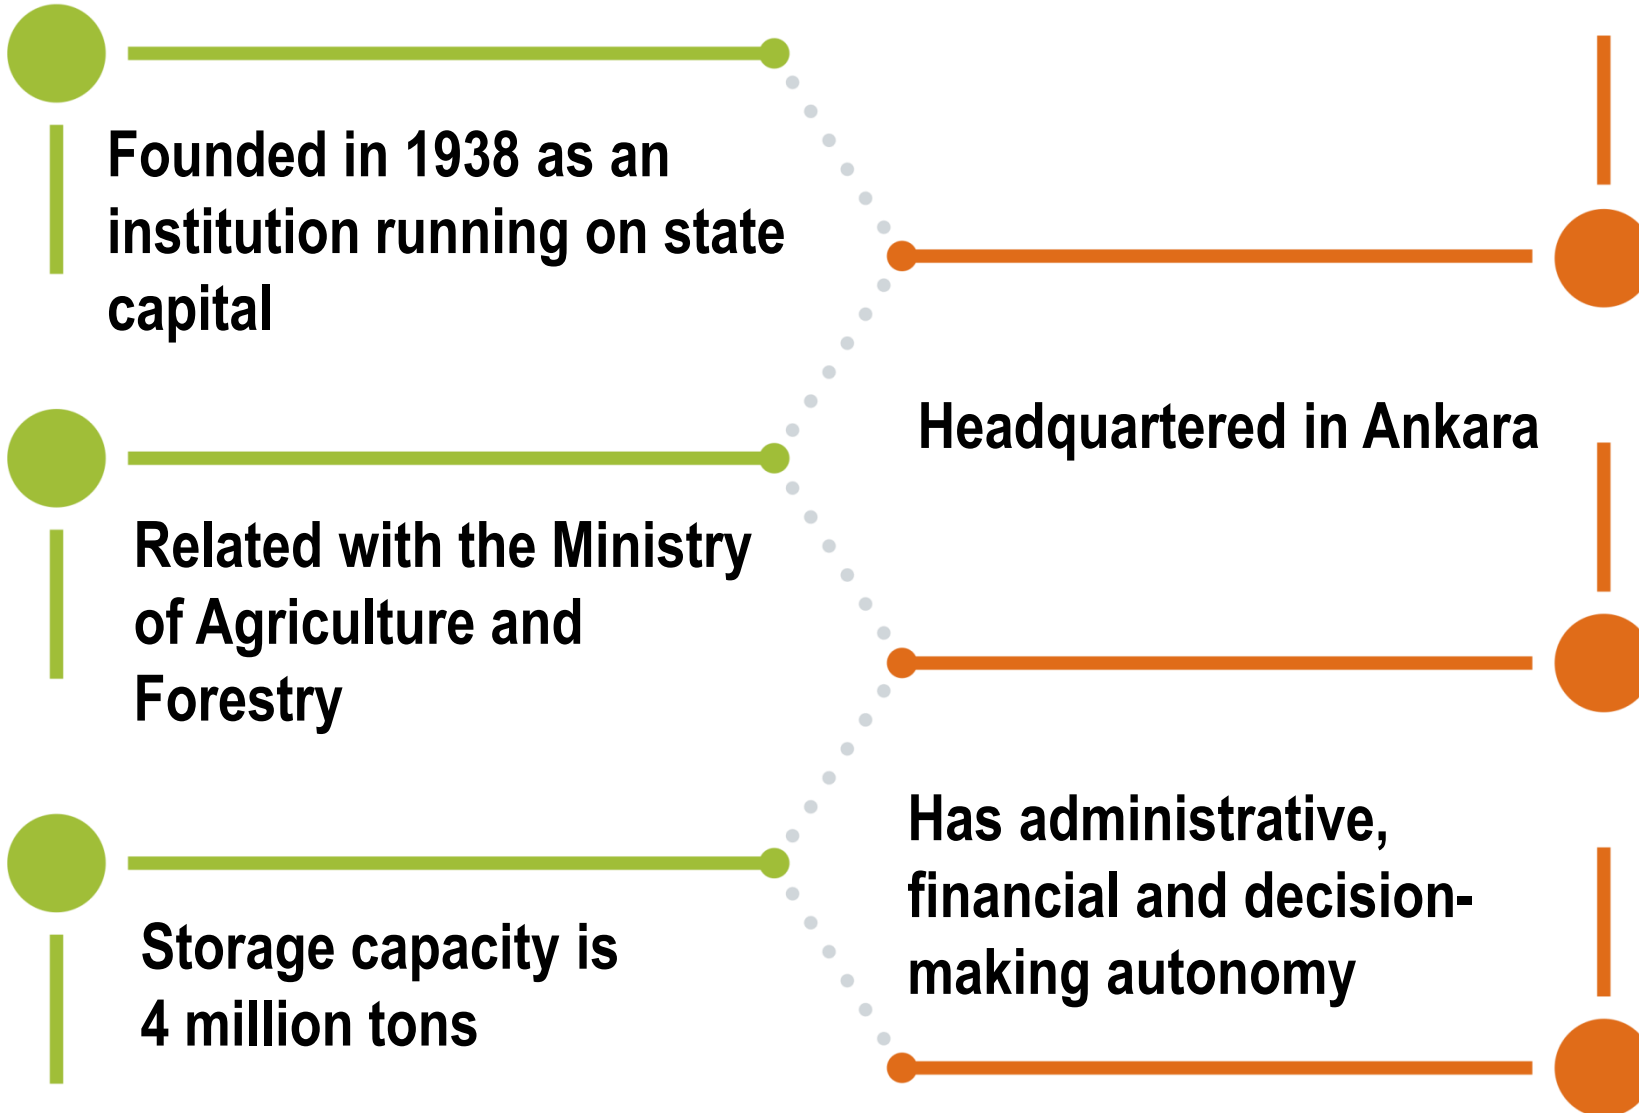 Founded in 1938 as an
institution running on state
capital
Headquartered in Ankara
Related with the Ministry
of Agriculture and
Forestry
Has administrative,
financial and decision-
making autonomy
Storage capacity is
4 million tons